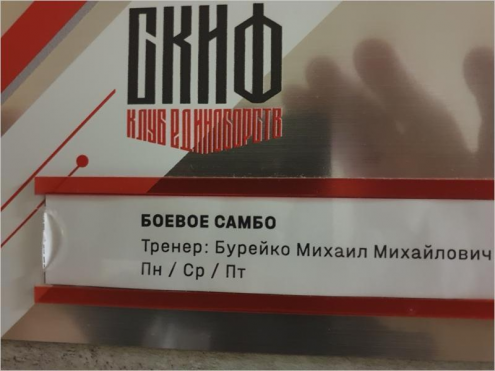 СКИФ
КЛУБ ЕДИНОБОРСТВ
БОЕВОЕ САМБО
Тренер: Бурейко Михаил Михайлович
Пн / Ср / Пт